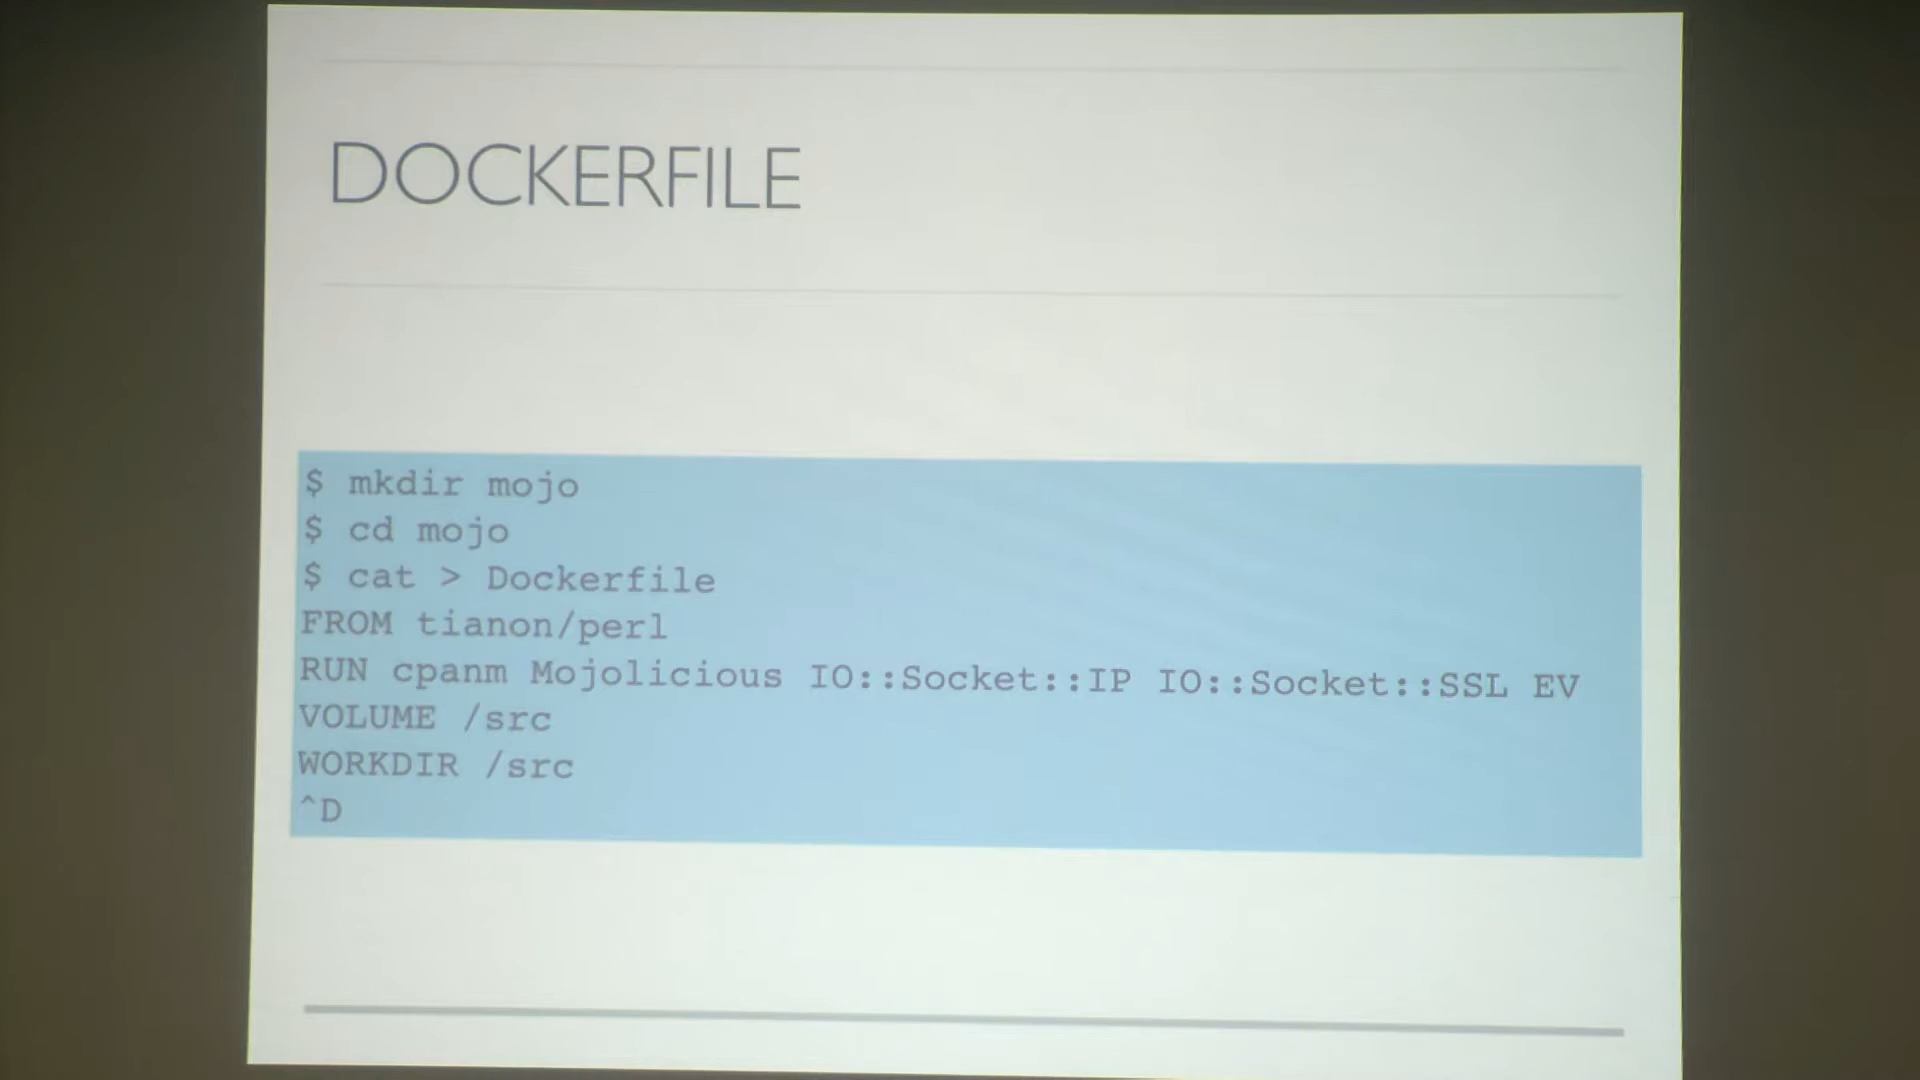 DOCKERFILE
$ mkdir mojo
$ cd mojo
$ cat > Dockerfile
FROM tianon/perl
RUN cpanm Mojolicious IO::Socket::IP IO::Socket::SSL EV
VOLUME /src
WORKDIR /src
^D